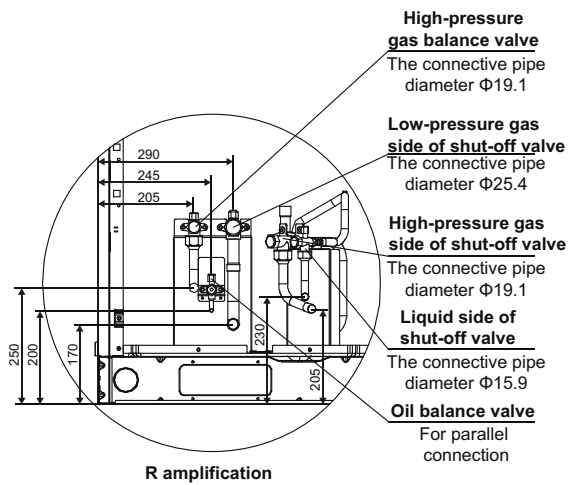 High-pressure
gas balance valve
The connective pipe
diameter Φ19.1
Low-pressure gas
side of shut-off valve
The connective pipe
diameter Φ25.4
High-pressure gas
side of shut-off valve
The connective pipe
diameter Φ19.1
Liquid side of
shut-off valve
The connective pipe
diameter Φ15.9
Oil balance valve
For parallel
connection
290
245
205
250
200
170
230
205
R amplification